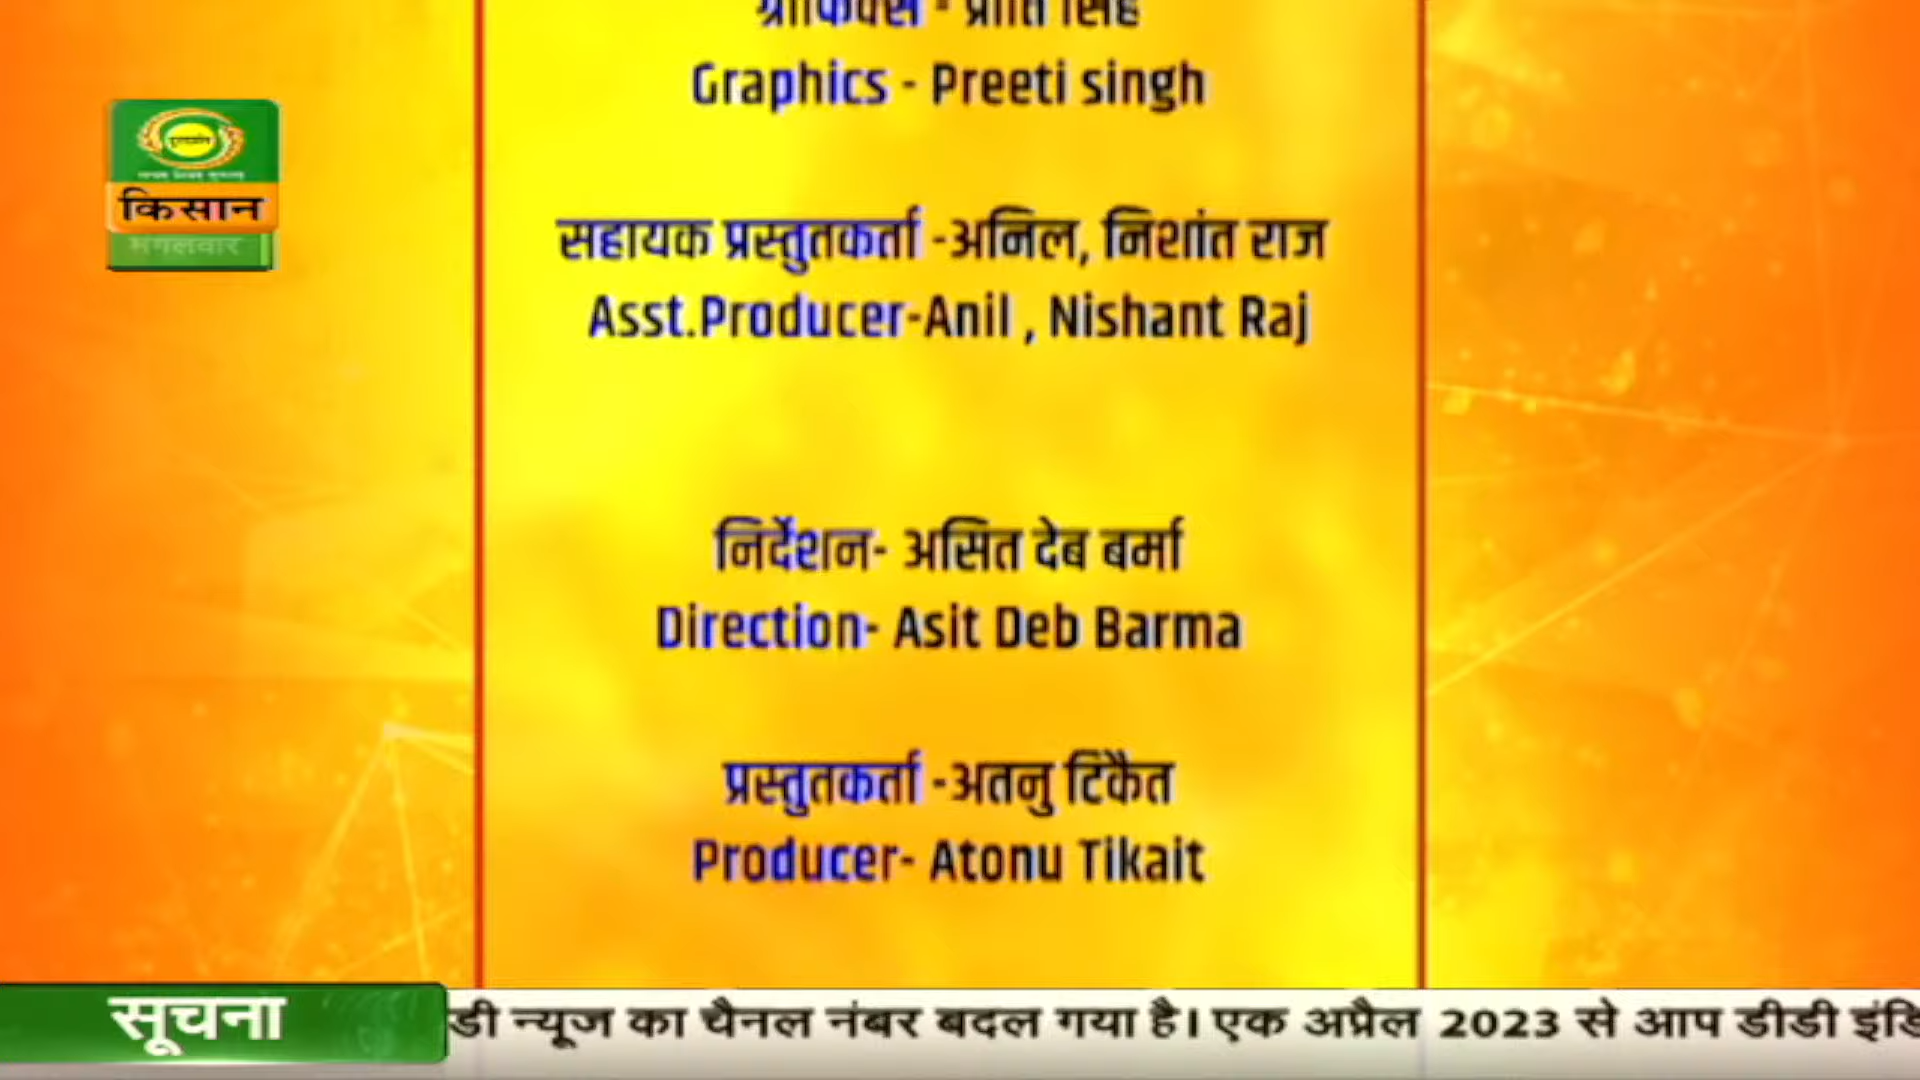 ग्राफिक्स - प्रीति सिंह
Graphics - Preeti singh
किसान
मंगलवार
सहायक प्रस्तुतकर्ता -अनिल, निशांत राज
Asst.Producer-Anil , Nishant Raj
निर्देशन- असित देब बर्मा
Direction- Asit Deb Barma
प्रस्तुतकर्ता -अतनु टिकैत
Producer- Atonu Tikait
सूचना
डी न्यूज का चैनल नंबर बदल गया है। एक अप्रैल 2023 से आप डीडी इंडि